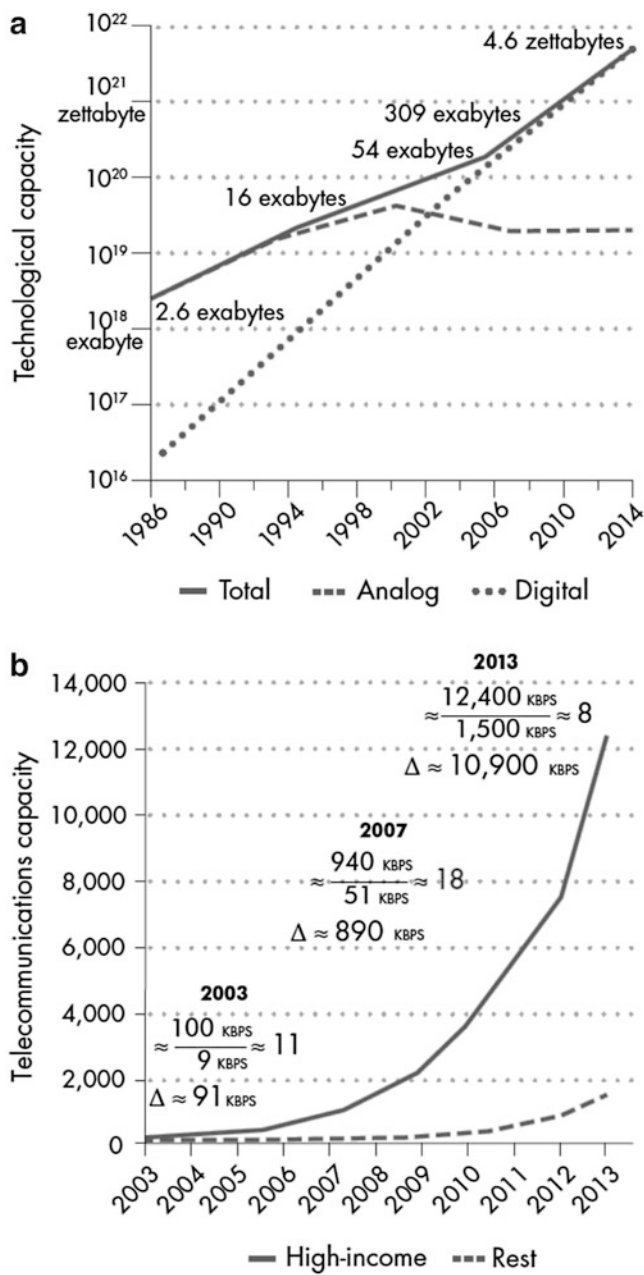 a
Technological capacity
10²²
10²¹
zettabyte
10²⁰
10¹⁹
10¹⁸
exabyte
10¹⁷
10¹⁶
4.6 zettabytes
309 exabytes
54 exabytes
16 exabytes
2.6 exabytes
1986 1990 1994 1998 2002 2006 2010 2014
Total Analog Digital
b
Telecommunications capacity
14,000
12,000
10,000
8,000
6,000
4,000
2,000
0
2013
≈ 12,400 KBPS / 1,500 KBPS ≈ 8
Δ ≈ 10,900 KBPS
2007
≈ 940 KBPS / 51 KBPS ≈ 18
Δ ≈ 890 KBPS
2003
≈ 100 KBPS / 9 KBPS ≈ 11
Δ ≈ 91 KBPS
2003 2004 2005 2006 2007 2008 2009 2010 2011 2012 2013
High-income Rest